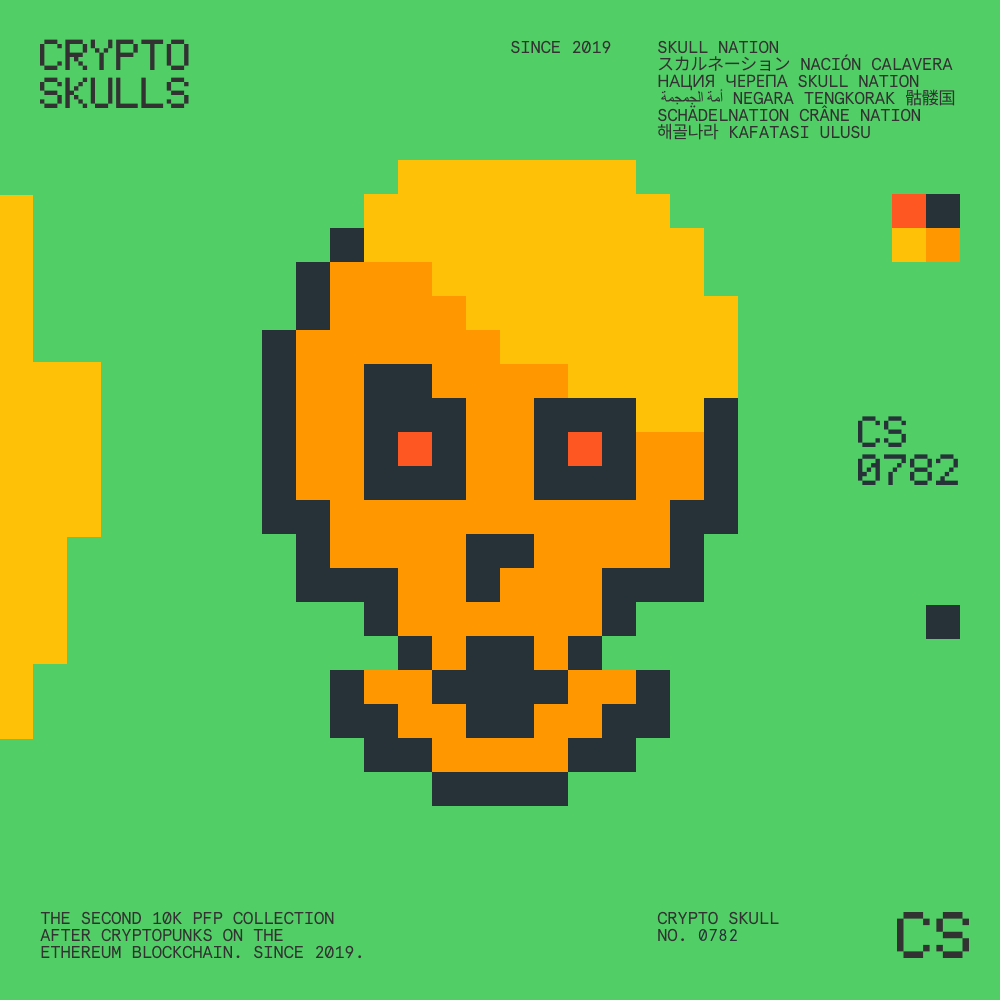 CRYPTO
SKULLS
SINCE 2019
SKULL NATION
スカルネーション NACIÓN CALAVERA
НАЦИЯ ЧЕРЕПА SKULL NATION
أمة الجمجمة NEGARA TENGKORAK 骷髅国
SCHÄDELNATION CRÂNE NATION
해골나라 KAFATASI ULUSU
CS
0782
THE SECOND 10K PFP COLLECTION
AFTER CRYPTOPUNKS ON THE
ETHEREUM BLOCKCHAIN. SINCE 2019.
CRYPTO SKULL
NO. 0782
CS